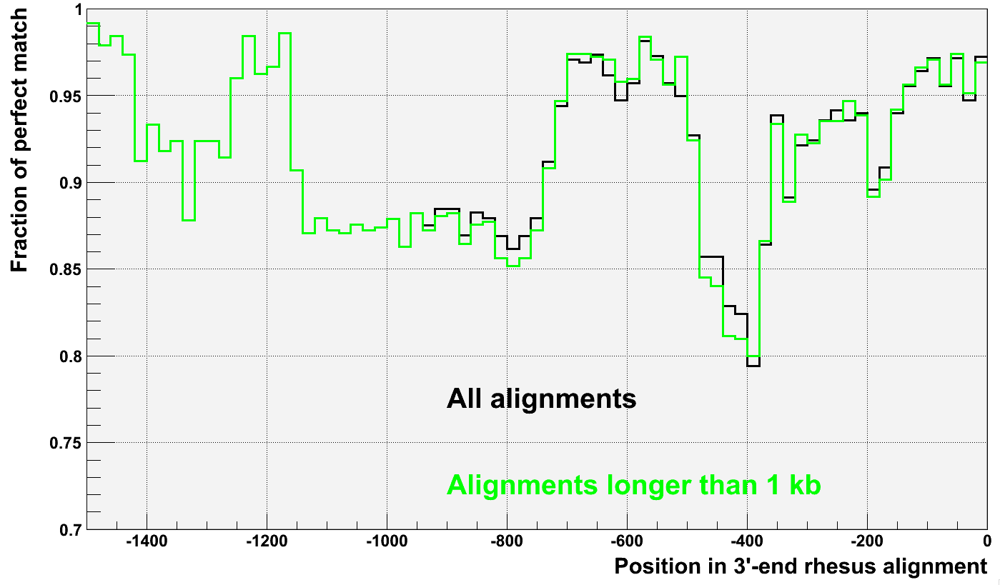 Fraction of perfect match
1
0.95
0.9
0.85
0.8
0.75
0.7
All alignments
Alignments longer than 1 kb
-1400 -1200 -1000 -800 -600 -400 -200 0
Position in 3'-end rhesus alignment